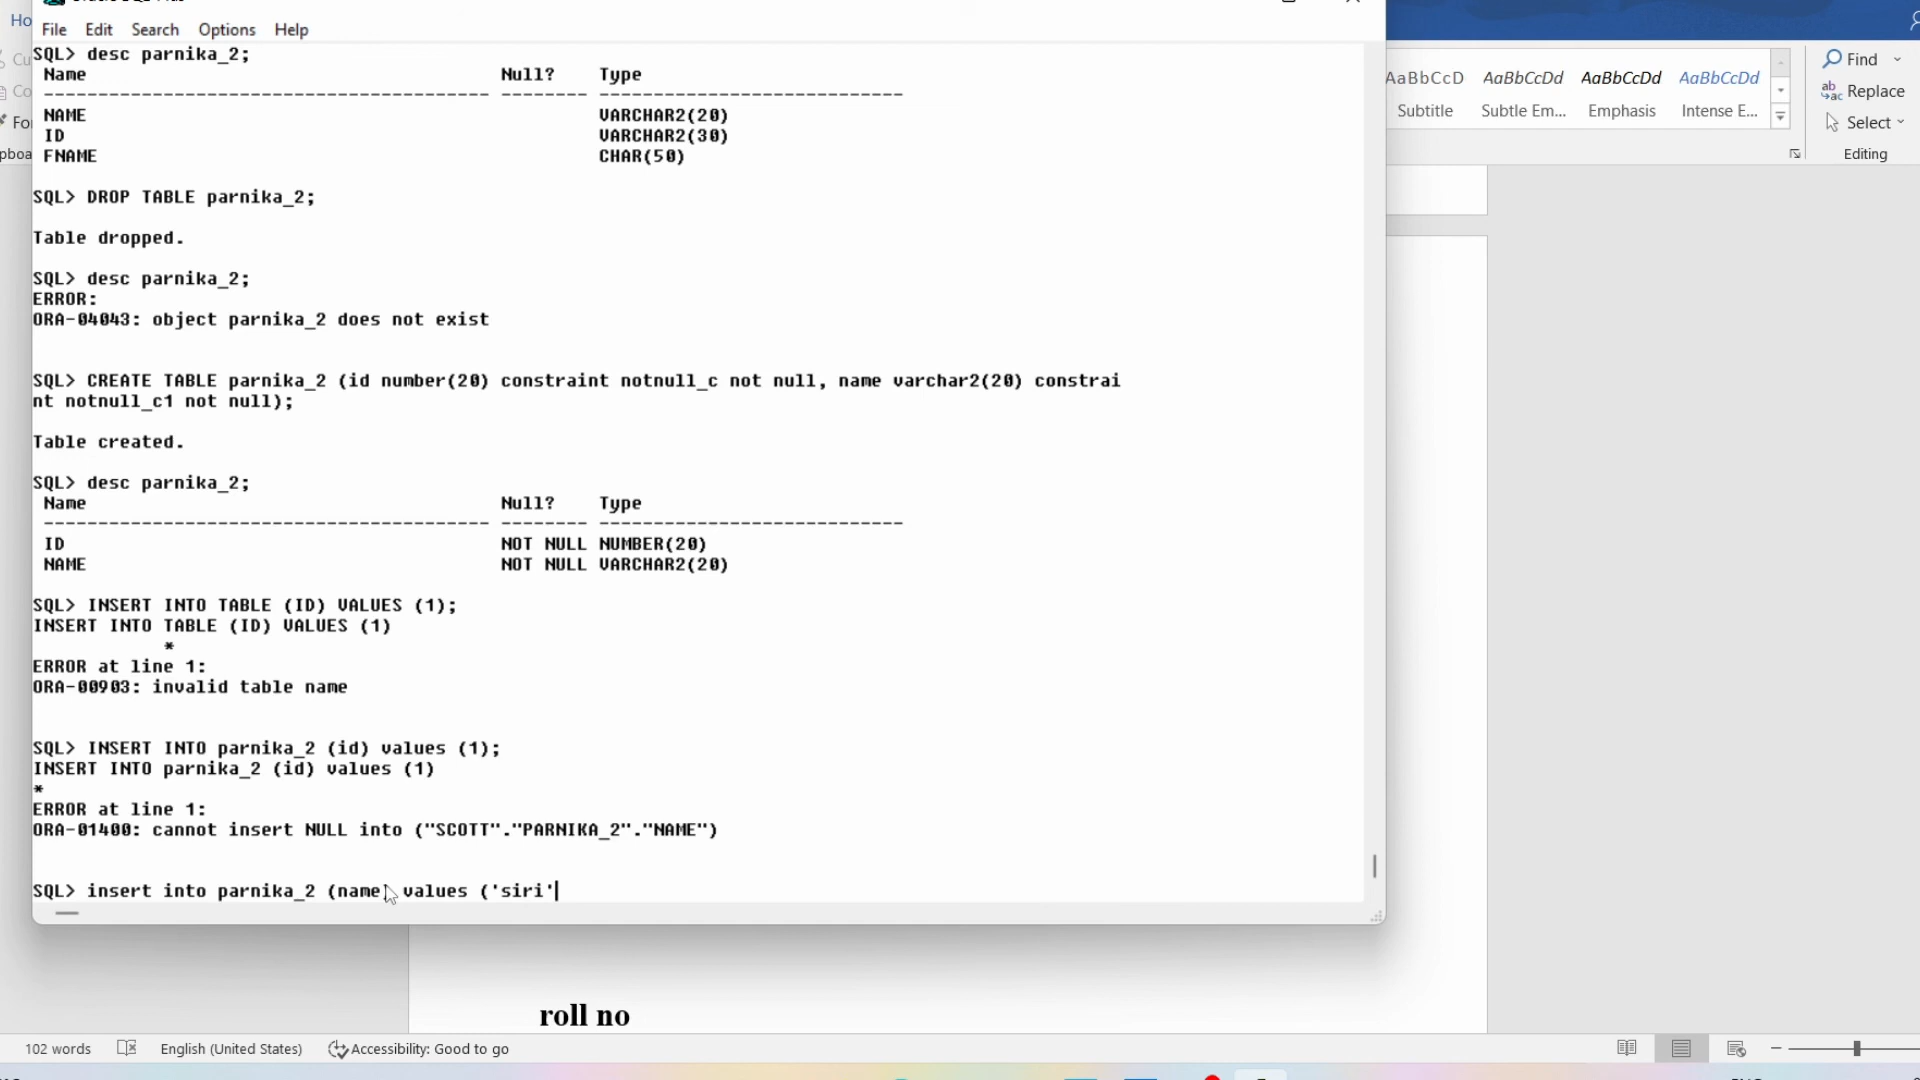 File Edit Search Options Help
SQL> desc parnika_2;
Name Null? Type
----------------------------------------- -------- ----------------------------
NAME VARCHAR2(20)
ID VARCHAR2(30)
FNAME CHAR(50)
SQL> DROP TABLE parnika_2;
Table dropped.
SQL> desc parnika_2;
ERROR:
ORA-04043: object parnika_2 does not exist
SQL> CREATE TABLE parnika_2 (id number(20) constraint notnull_c not null, name varchar2(20) constrai
nt notnull_c1 not null);
Table created.
SQL> desc parnika_2;
Name Null? Type
----------------------------------------- -------- ----------------------------
ID NOT NULL NUMBER(20)
NAME NOT NULL VARCHAR2(20)
SQL> INSERT INTO TABLE (ID) VALUES (1);
INSERT INTO TABLE (ID) VALUES (1)
*
ERROR at line 1:
ORA-00903: invalid table name
SQL> INSERT INTO parnika_2 (id) values (1);
INSERT INTO parnika_2 (id) values (1)
*
ERROR at line 1:
ORA-01400: cannot insert NULL into ("SCOTT"."PARNIKA_2"."NAME")
SQL> insert into parnika_2 (name) values ('siri'
AaBbCcD AaBbCcDd AaBbCcDd AaBbCcDd
Subtitle Subtle Em... Emphasis Intense E...
Find
Replace
Select
Editing
roll no
102 words English (United States) Accessibility: Good to go